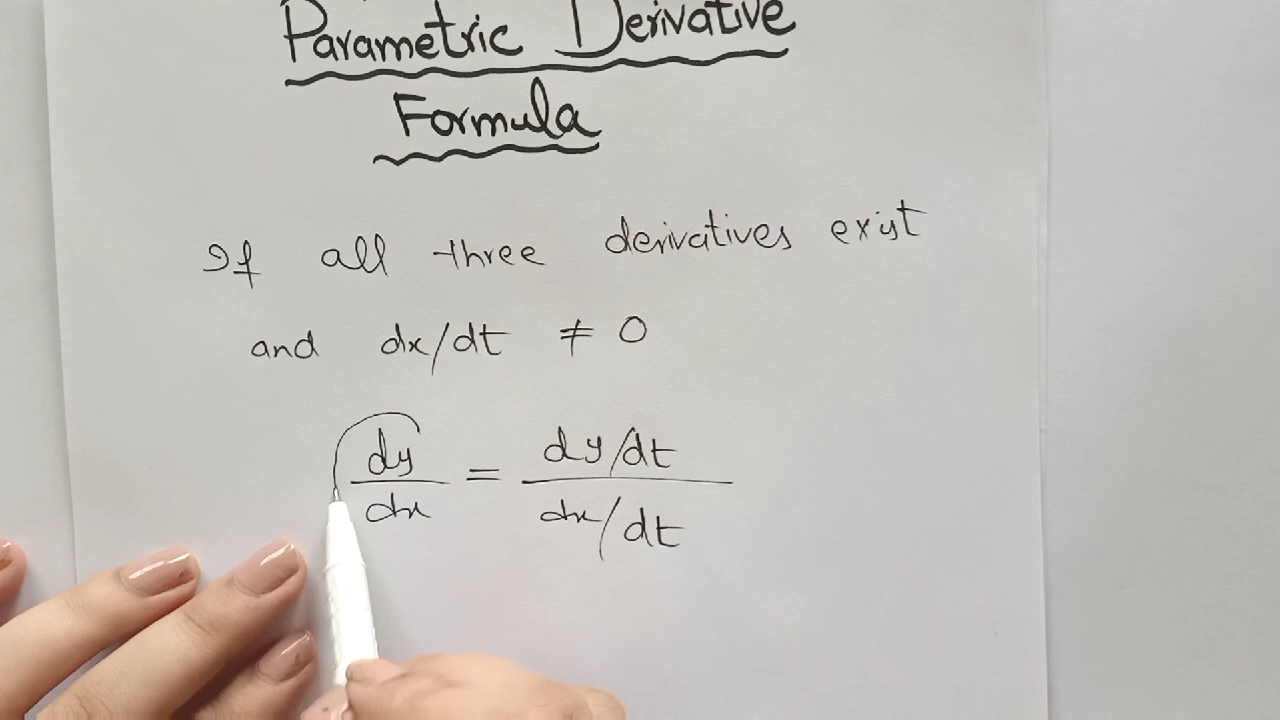 Parametric Derivative
Formula
If all three derivatives exist
and dx/dt ≠ 0
dy/dx = (dy/dt)/(dx/dt)